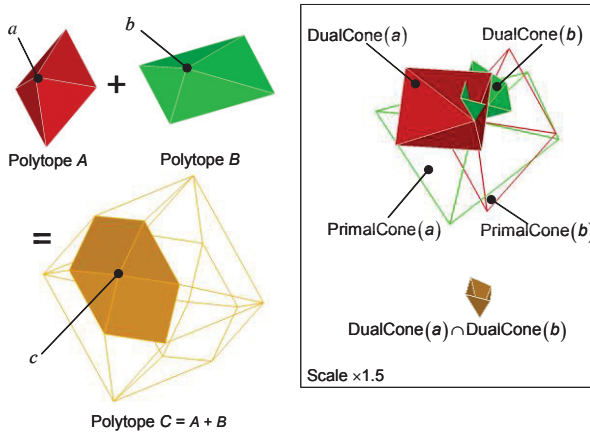 a
b
+
Polytope A
Polytope B
=
c
Polytope C = A + B
DualCone(a)
DualCone(b)
PrimalCone(a)
PrimalCone(b)
DualCone(a)∩DualCone(b)
Scale ×1.5